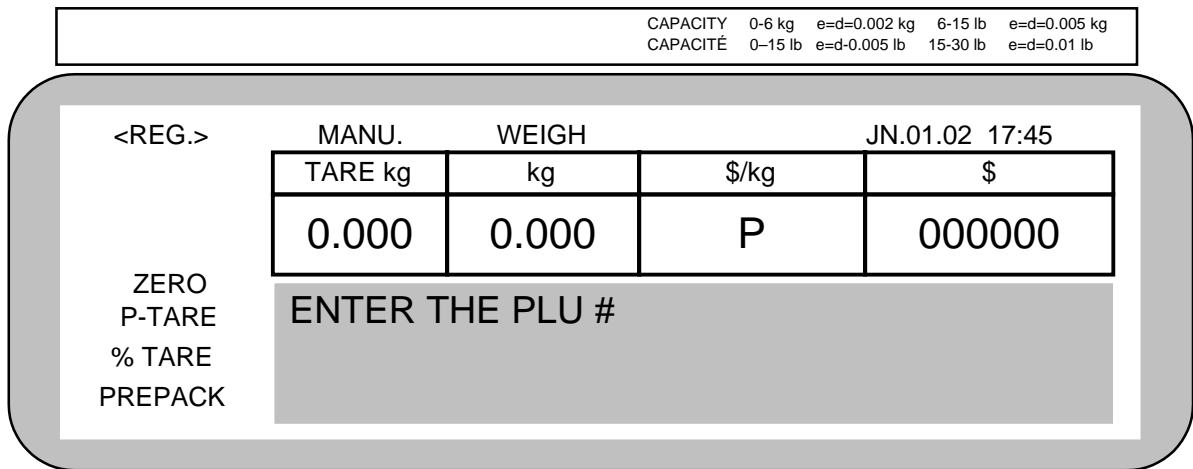 CAPACITY 0-6 kg e=d=0.002 kg 6-15 lb e=d=0.005 kg
CAPACITÉ 0–15 lb e=d-0.005 lb 15-30 lb e=d=0.01 lb
<REG.> MANU. WEIGH JN.01.02 17:45
TARE kg kg $/kg $
0.000 0.000 P 000000
ZERO
P-TARE
% TARE
PREPACK
ENTER THE PLU #